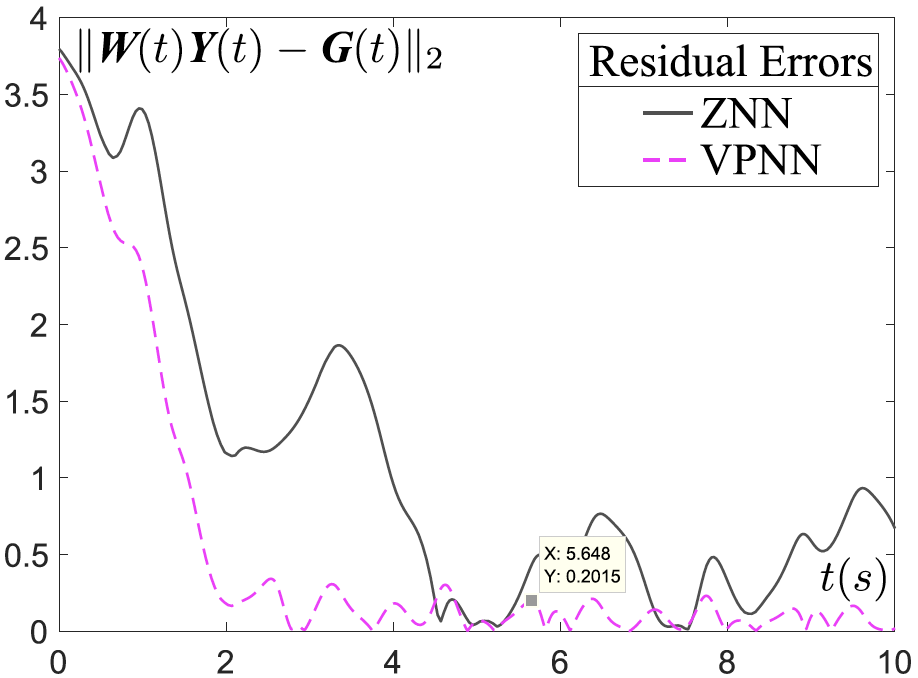 4
‖W(t)Y(t) − G(t)‖₂
Residual Errors
ZNN
VPNN
3.5
3
2.5
2
1.5
1
0.5
0
X: 5.648
Y: 0.2015
t(s)
0 2 4 6 8 10